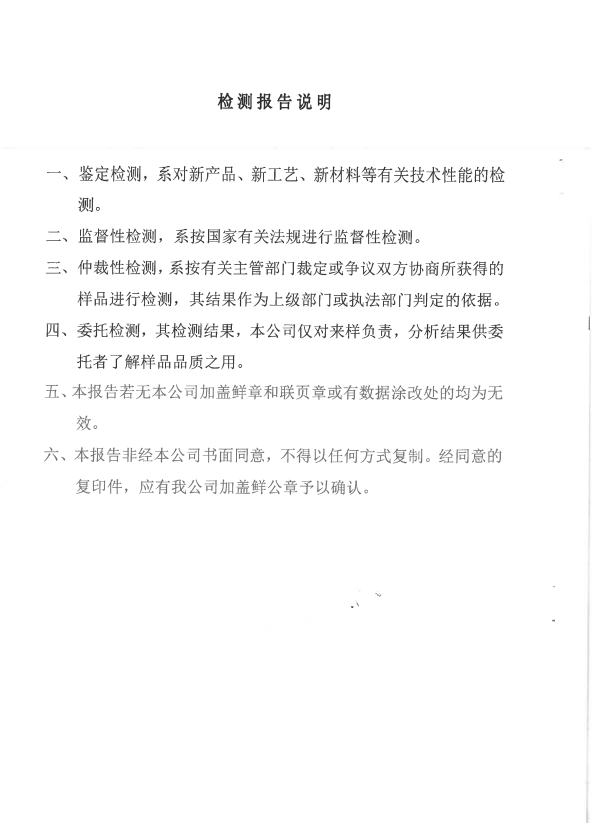 检测报告说明
一、鉴定检测，系对新产品、新工艺、新材料等有关技术性能的检
测。
二、监督性检测，系按国家有关法规进行监督性检测。
三、仲裁性检测，系按有关主管部门裁定或争议双方协商所获得的
样品进行检测，其结果作为上级部门或执法部门判定的依据。
四、委托检测，其检测结果，本公司仅对来样负责，分析结果供委
托者了解样品品质之用。
五、本报告若无本公司加盖鲜章和联页章或有数据涂改处的均为无
效。
六、本报告非经本公司书面同意，不得以任何方式复制。经同意的
复印件，应有我公司加盖鲜公章予以确认。